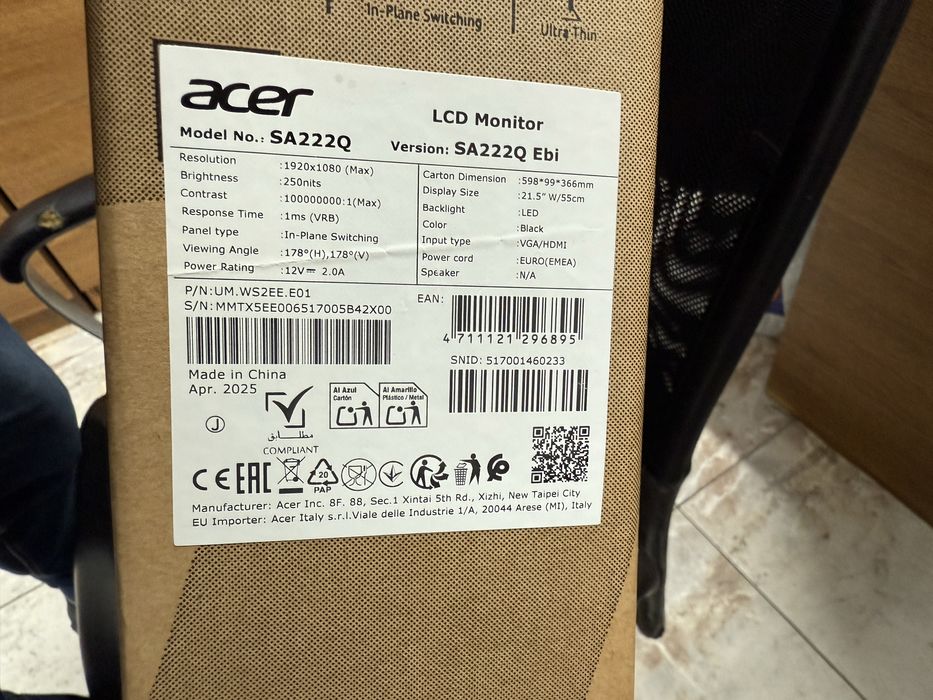 In-Plane Switching
Ultra Thin
acer
LCD Monitor
Model No.: SA222Q
Version: SA222Q Ebi
Resolution :1920x1080 (Max)
Brightness :250nits
Contrast :100000000:1(Max)
Response Time :1ms (VRB)
Panel type :In-Plane Switching
Viewing Angle :178°(H),178°(V)
Power Rating :12V⎓ 2.0A
Carton Dimension :598*99*366mm
Display Size :21.5" W/55cm
Backlight :LED
Color :Black
Input type :VGA/HDMI
Power cord :EURO(EMEA)
Speaker :N/A
P/N:UM.WS2EE.E01
S/N:MMTX5EE006517005B42X00
EAN:
4 711121 296895
SNID: 517001460233
Made in China
Apr. 2025
J
مطابق
COMPLIANT
Al Azul
Cartón
Al Amarillo
Plástico / Metal
CE EAC
20
PAP
Manufacturer: Acer Inc. 8F. 88, Sec.1 Xintai 5th Rd., Xizhi, New Taipei City
EU Importer: Acer Italy s.r.l.Viale delle Industrie 1/A, 20044 Arese (MI), Italy